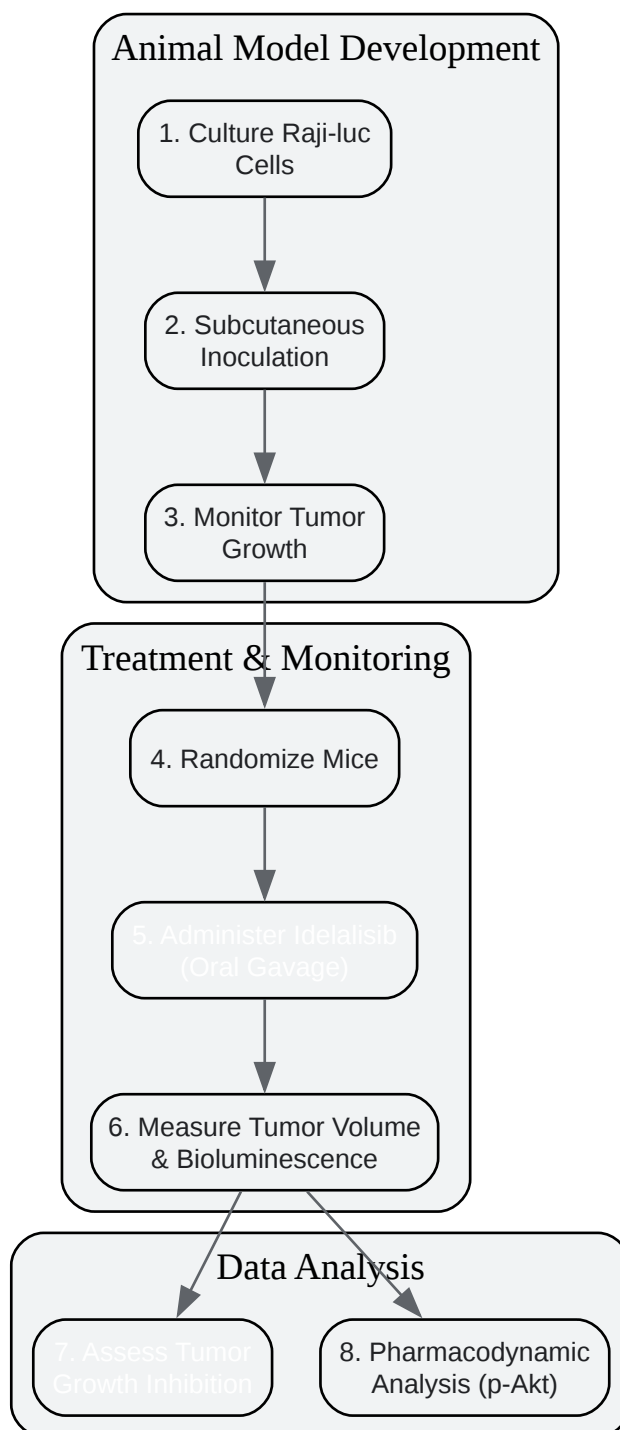 Animal Model Development
1. Culture Raji-luc
Cells
2. Subcutaneous
Inoculation
3. Monitor Tumor
Growth
Treatment & Monitoring
4. Randomize Mice
5. Administer Idelalisib
(Oral Gavage)
6. Measure Tumor Volume
& Bioluminescence
Data Analysis
7. Assess Tumor
Growth Inhibition
8. Pharmacodynamic
Analysis (p-Akt)